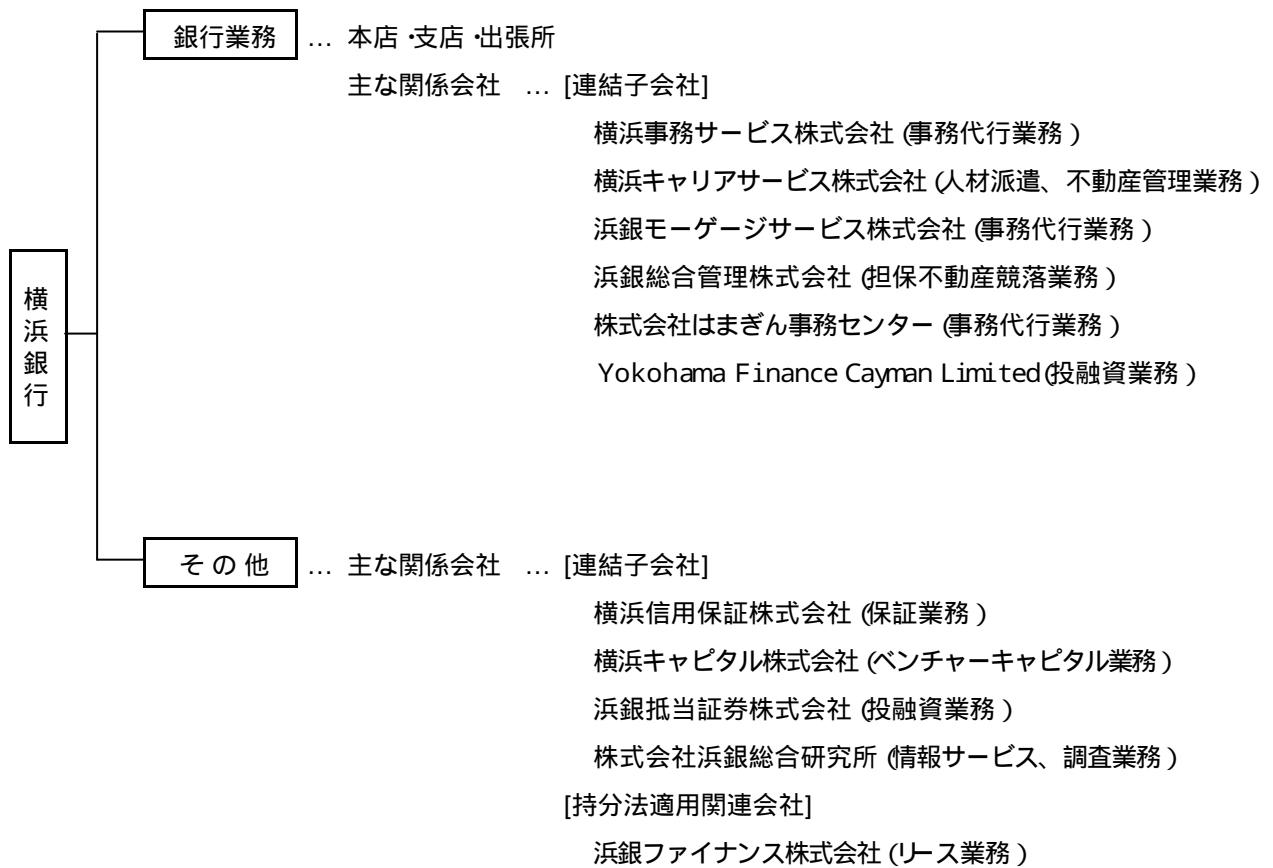 銀行業務 … 本店・支店・出張所
主な関係会社 … [連結子会社]
横浜事務サービス株式会社(事務代行業務)
横浜キャリアサービス株式会社(人材派遣、不動産管理業務)
浜銀モーゲージサービス株式会社(事務代行業務)
浜銀総合管理株式会社(担保不動産競落業務)
株式会社はまぎん事務センター(事務代行業務)
Yokohama Finance Cayman Limited(投融資業務)
横浜銀行
その他 … 主な関係会社 … [連結子会社]
横浜信用保証株式会社(保証業務)
横浜キャピタル株式会社(ベンチャーキャピタル業務)
浜銀抵当証券株式会社(投融資業務)
株式会社浜銀総合研究所(情報サービス、調査業務)
[持分法適用関連会社]
浜銀ファイナンス株式会社(リース業務)